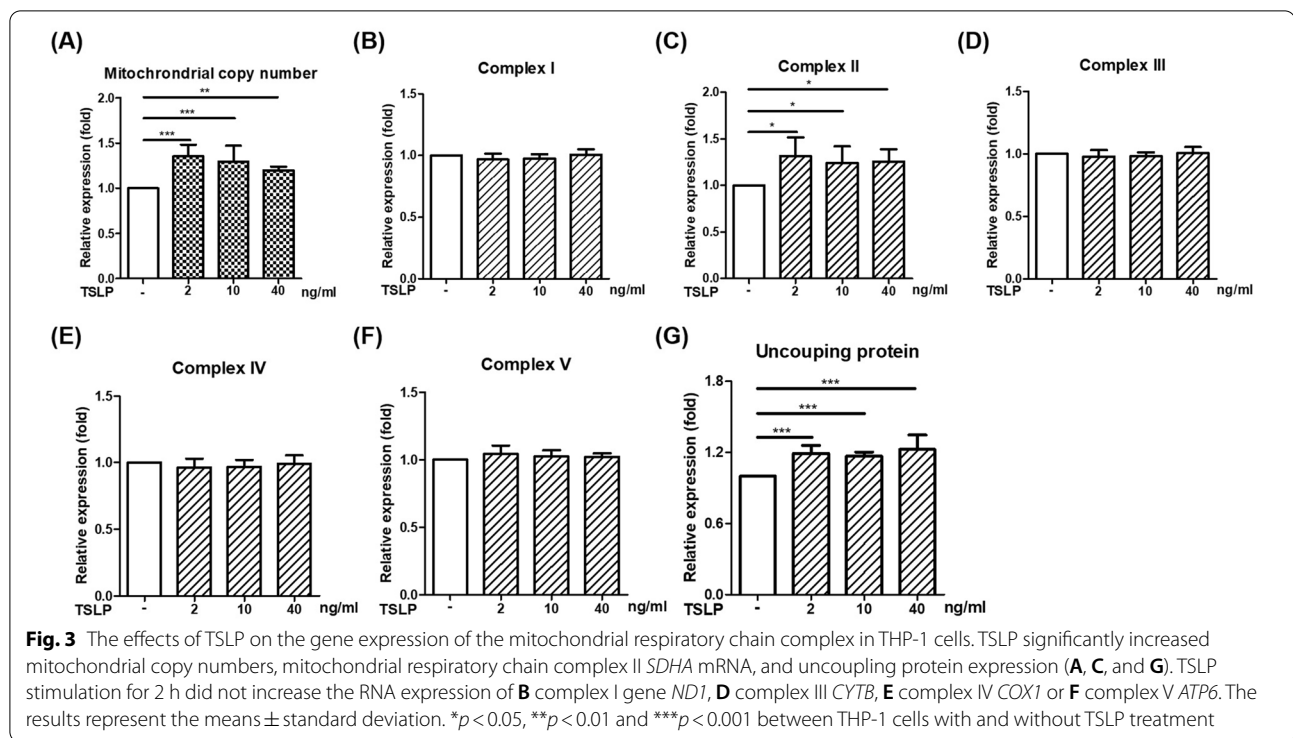 (A)
Mitochrondrial copy number
Relative expression (fold)
2.0
1.5
1.0
0.5
0.0
**
***
***
TSLP - 2 10 40 ng/ml
(B)
Complex I
Relative expression (fold)
1.5
1.0
0.5
0.0
TSLP - 2 10 40 ng/ml
(C)
Complex II
Relative expression (fold)
2.0
1.5
1.0
0.5
0.0
*
*
*
TSLP - 2 10 40 ng/ml
(D)
Complex III
Relative expression (fold)
1.5
1.0
0.5
0.0
TSLP - 2 10 40 ng/ml
(E)
Complex IV
Relative expression (fold)
1.5
1.0
0.5
0.0
TSLP - 2 10 40 ng/ml
(F)
Complex V
Relative expression (fold)
1.5
1.0
0.5
0.0
TSLP - 2 10 40 ng/ml
(G)
Uncouping protein
Relative expression (fold)
1.8
1.2
0.6
0.0
***
***
***
TSLP - 2 10 40 ng/ml
Fig. 3 The effects of TSLP on the gene expression of the mitochondrial respiratory chain complex in THP-1 cells. TSLP significantly increased
mitochondrial copy numbers, mitochondrial respiratory chain complex II SDHA mRNA, and uncoupling protein expression (A, C, and G). TSLP
stimulation for 2 h did not increase the RNA expression of B complex I gene ND1, D complex III CYTB, E complex IV COX1 or F complex V ATP6. The
results represent the means ± standard deviation. *p < 0.05, **p < 0.01 and ***p < 0.001 between THP-1 cells with and without TSLP treatment